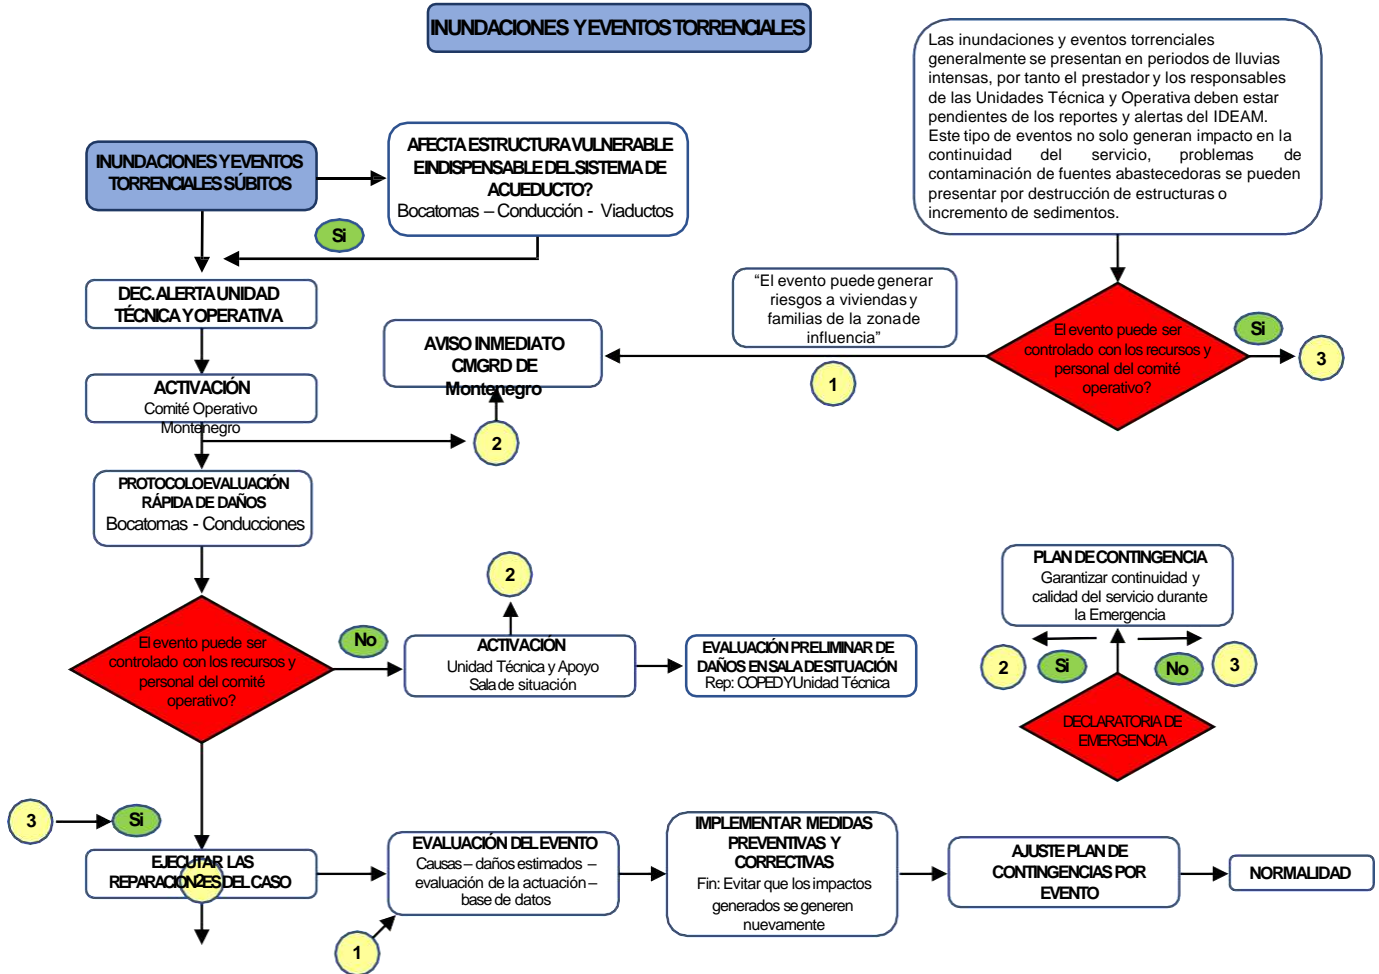 INUNDACIONES Y EVENTOS TORRENCIALES
Las inundaciones y eventos torrenciales
generalmente se presentan en periodos de lluvias
intensas, por tanto el prestador y los responsables
de las Unidades Técnica y Operativa deben estar
pendientes de los reportes y alertas del IDEAM.
Este tipo de eventos no solo generan impacto en la
continuidad del servicio, problemas de
contaminación de fuentes abastecedoras se pueden
presentar por destrucción de estructuras o
incremento de sedimentos.
INUNDACIONES Y EVENTOS
TORRENCIALES SÚBITOS
AFECTA ESTRUCTURA VULNERABLE
E INDISPENSABLE DEL SISTEMA DE
ACUEDUCTO?
Bocatomas – Conducción - Viaductos
Si
DEC. ALERTA UNIDAD
TÉCNICA Y OPERATIVA
“El evento puede generar
riesgos a viviendas y
familias de la zona de
influencia”
El evento puede ser
controlado con los recursos y
personal del comité
operativo?
Si
3
1
AVISO INMEDIATO
CMGRD DE
Montenegro
ACTIVACIÓN
Comité Operativo
Montenegro
2
PROTOCOLO EVALUACIÓN
RÁPIDA DE DAÑOS
Bocatomas - Conducciones
2
PLAN DE CONTINGENCIA
Garantizar continuidad y
calidad del servicio durante
la Emergencia
El evento puede ser
controlado con los recursos y
personal del comité
operativo?
No
ACTIVACIÓN
Unidad Técnica y Apoyo
Sala de situación
EVALUACIÓN PRELIMINAR DE
DAÑOS EN SALA DE SITUACIÓN
Rep: COPED Y Unidad Técnica
2
Si
No
3
DECLARATORIA DE
EMERGENCIA
3
Si
EJECUTAR LAS
REPARACIONES DEL CASO
2
EVALUACIÓN DEL EVENTO
Causas – daños estimados –
evaluación de la actuación –
base de datos
1
IMPLEMENTAR MEDIDAS
PREVENTIVAS Y
CORRECTIVAS
Fin: Evitar que los impactos
generados se generen
nuevamente
AJUSTE PLAN DE
CONTINGENCIAS POR
EVENTO
NORMALIDAD